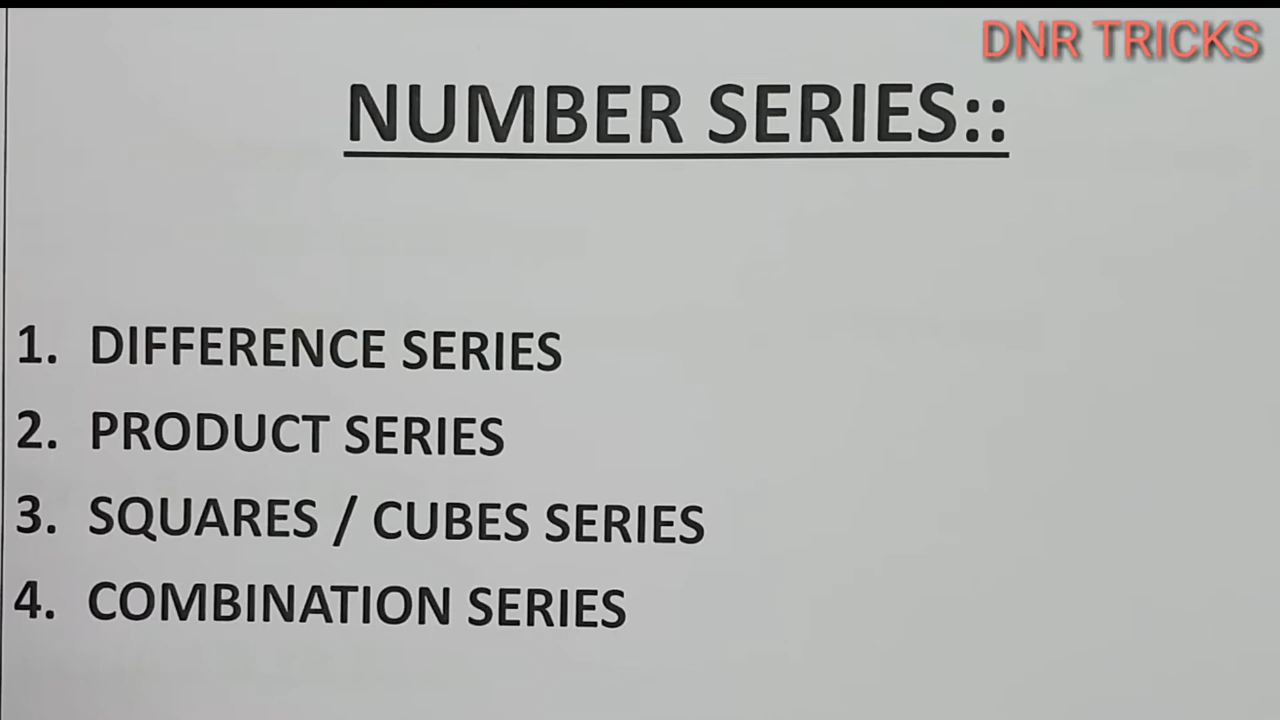 DNR TRICKS
NUMBER SERIES::
1. DIFFERENCE SERIES
2. PRODUCT SERIES
3. SQUARES / CUBES SERIES
4. COMBINATION SERIES